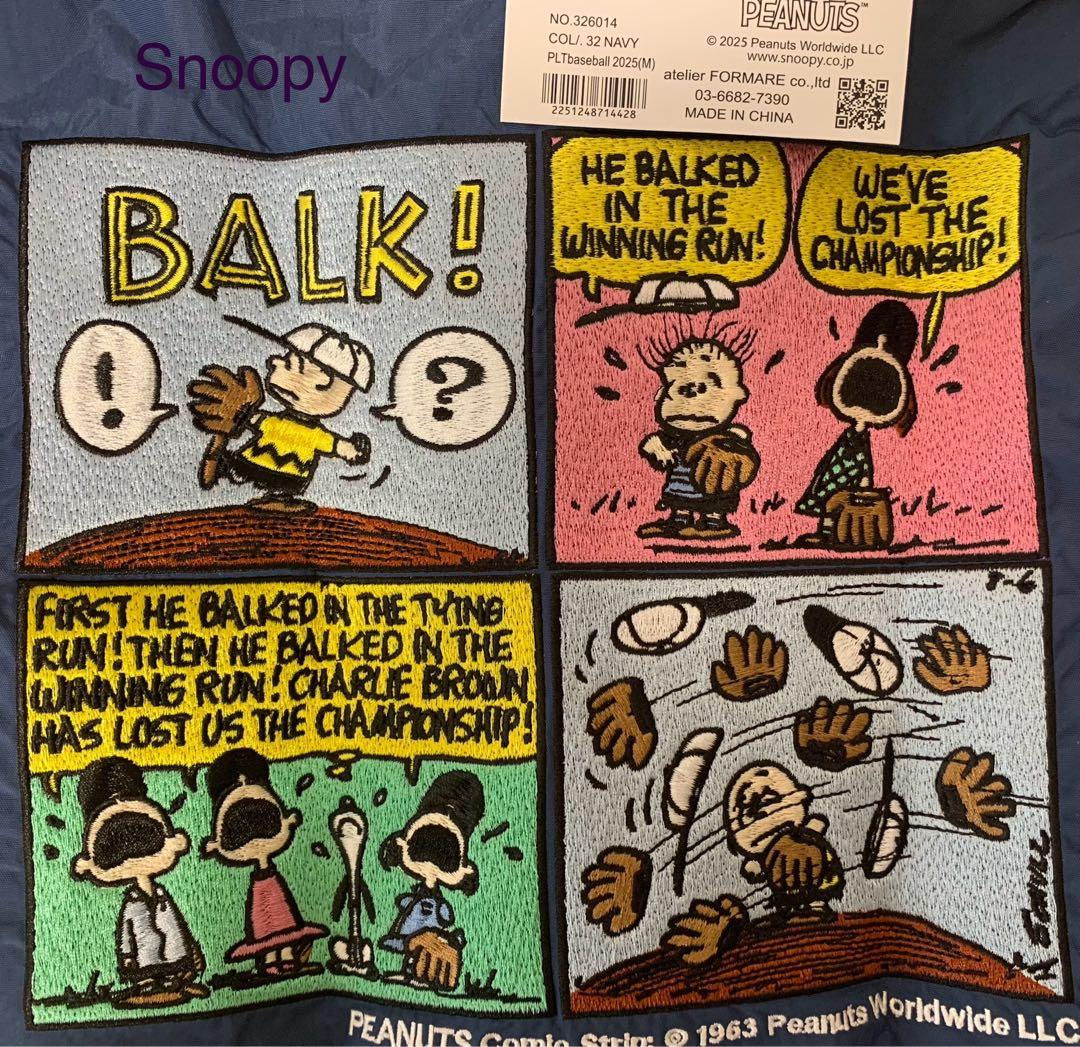 Snoopy
NO.326014
COL/. 32 NAVY
PLTbaseball 2025(M)
2251248714428
PEANUTS™
© 2025 Peanuts Worldwide LLC
www.snoopy.co.jp
atelier FORMARE co.,ltd
03-6682-7390
MADE IN CHINA
BALK!
!
?
HE BALKED
IN THE
WINNING RUN!
WE'VE
LOST THE
CHAMPIONSHIP!
FIRST HE BALKED IN THE TYING
RUN! THEN HE BALKED IN THE
WINNING RUN! CHARLIE BROWN
HAS LOST US THE CHAMPIONSHIP!
PEANUTS Comic Strip: © 1963 Peanuts Worldwide LLC